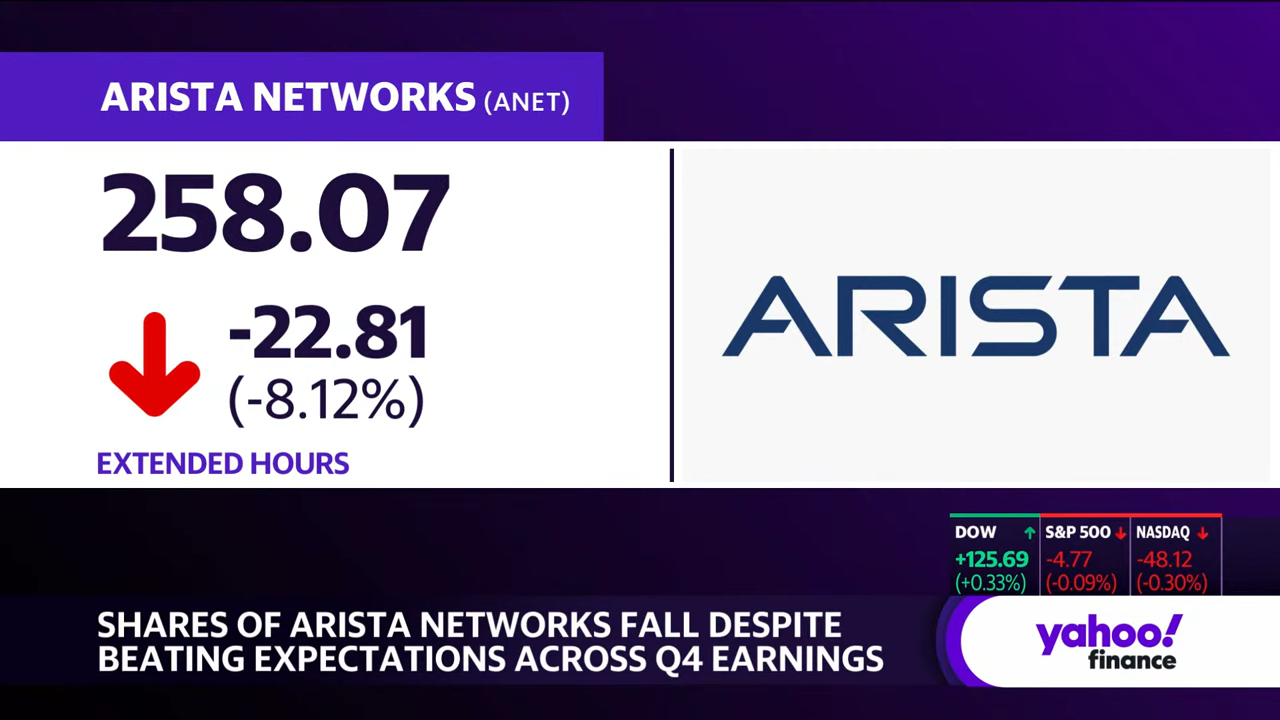 ARISTA NETWORKS (ANET)
258.07
-22.81
(-8.12%)
EXTENDED HOURS
ARISTA
DOW
+125.69
(+0.33%)
S&P 500
-4.77
(-0.09%)
NASDAQ
-48.12
(-0.30%)
SHARES OF ARISTA NETWORKS FALL DESPITE
BEATING EXPECTATIONS ACROSS Q4 EARNINGS
yahoo!
finance